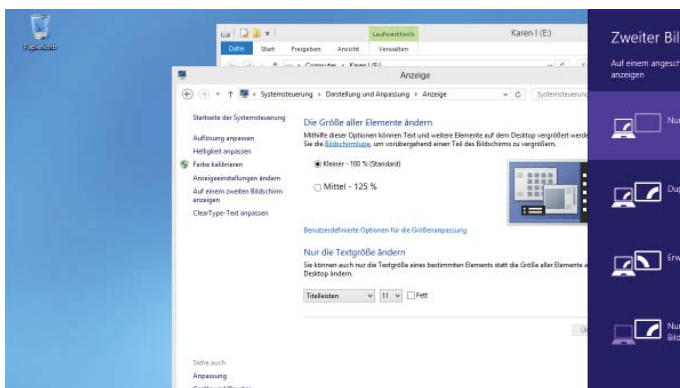 Papierkorb
Laufwerktools
Karen I (E:)
Datei Start Freigeben Ansicht Verwalten
Computer Karen I (E:)
Anzeige
Systemsteuerung Darstellung und Anpassung Anzeige Systemsteuerung
Startseite der Systemsteuerung
Auflösung anpassen
Helligkeit anpassen
Farbe kalibrieren
Anzeigeeinstellungen ändern
Auf einem zweiten Bildschirm
anzeigen
ClearType-Text anpassen
Siehe auch
Anpassung
Die Größe aller Elemente ändern
Mithilfe dieser Optionen können Text und weitere Elemente auf dem Desktop vergrößert werde
Sie die Bildschirmlupe, um vorübergehend einen Teil des Bildschirms zu vergrößern.
Kleiner - 100 % (Standard)
Mittel - 125 %
Benutzerdefinierte Optionen für die Größenanpassung
Nur die Textgröße ändern
Sie können auch nur die Textgröße eines bestimmten Elements statt die Größe aller Elemente a
Desktop ändern.
Titelleisten 11 Fett
Zweiter Bil
Auf einem angesch
anzeigen
Nur
Dup
Erw
Nur
Bild